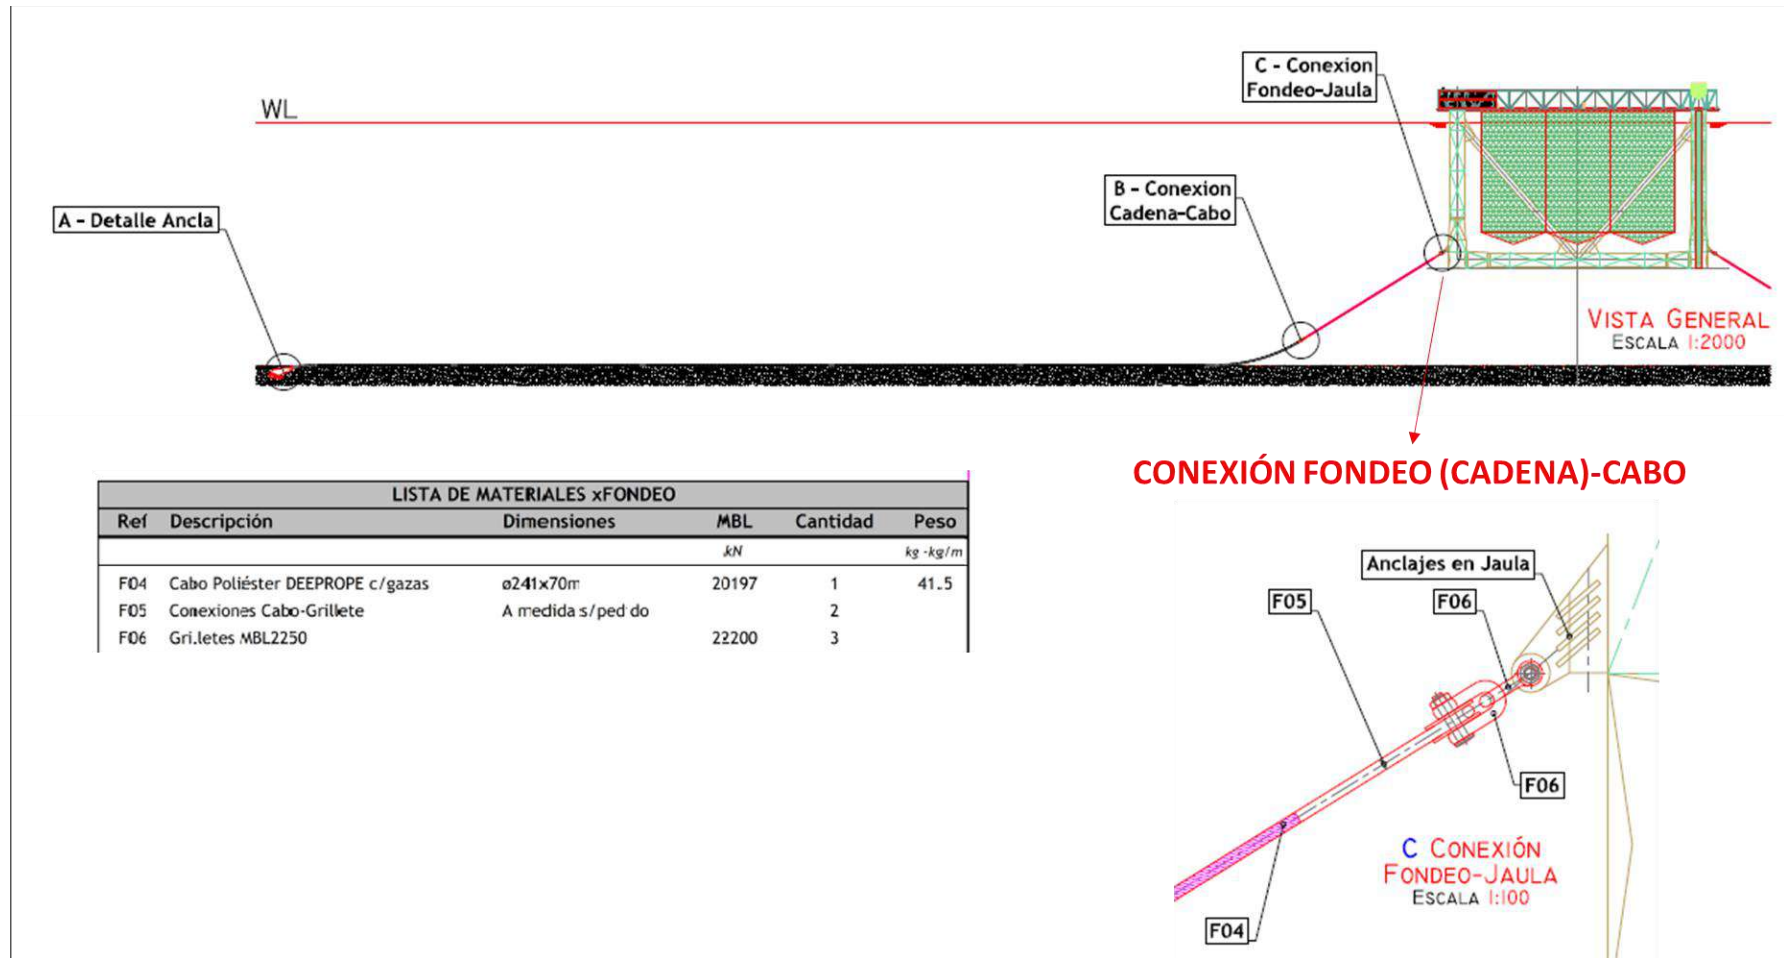 WL
A - Detalle Ancla
B - Conexion
Cadena-Cabo
C - Conexion
Fondeo-Jaula
VISTA GENERAL
ESCALA 1:2000
CONEXIÓN FONDEO (CADENA)-CABO
LISTA DE MATERIALES xFONDEO
Ref Descripción Dimensiones MBL Cantidad Peso
kN kg -kg/m
F04 Cabo Poliéster DEEPROPE c/gazas ø241x70m 20197 1 41.5
F05 Conexiones Cabo-Grillete A medida s/pedido 2
F06 Grilletes MBL2250 22200 3
Anclajes en Jaula
F05
F06
F06
F04
C CONEXIÓN
FONDEO-JAULA
ESCALA 1:100